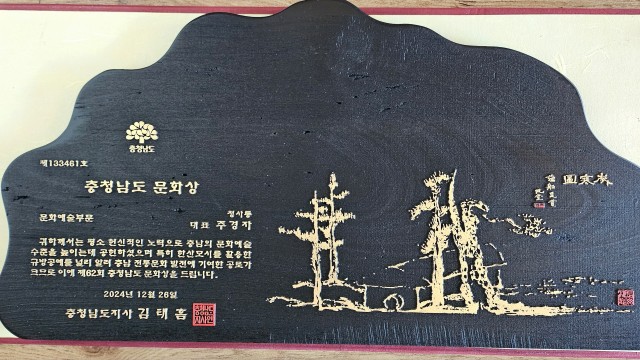 충청남도
제133461호
충청남도 문화상
문화예술부문
대표 주경자
귀하께서는 평소 헌신적인 노력으로 충남의 문화예술
수준을 높이는데 공헌하셨으며 특히 한산모시를 활용한
규방공예를 널리 알려 충남 전통문화 발전에 기여한 공로가
크므로 이에 제62회 충청남도 문화상을 드립니다.
2024년 12월 26일
충청남도지사 김태흠
歲寒圖